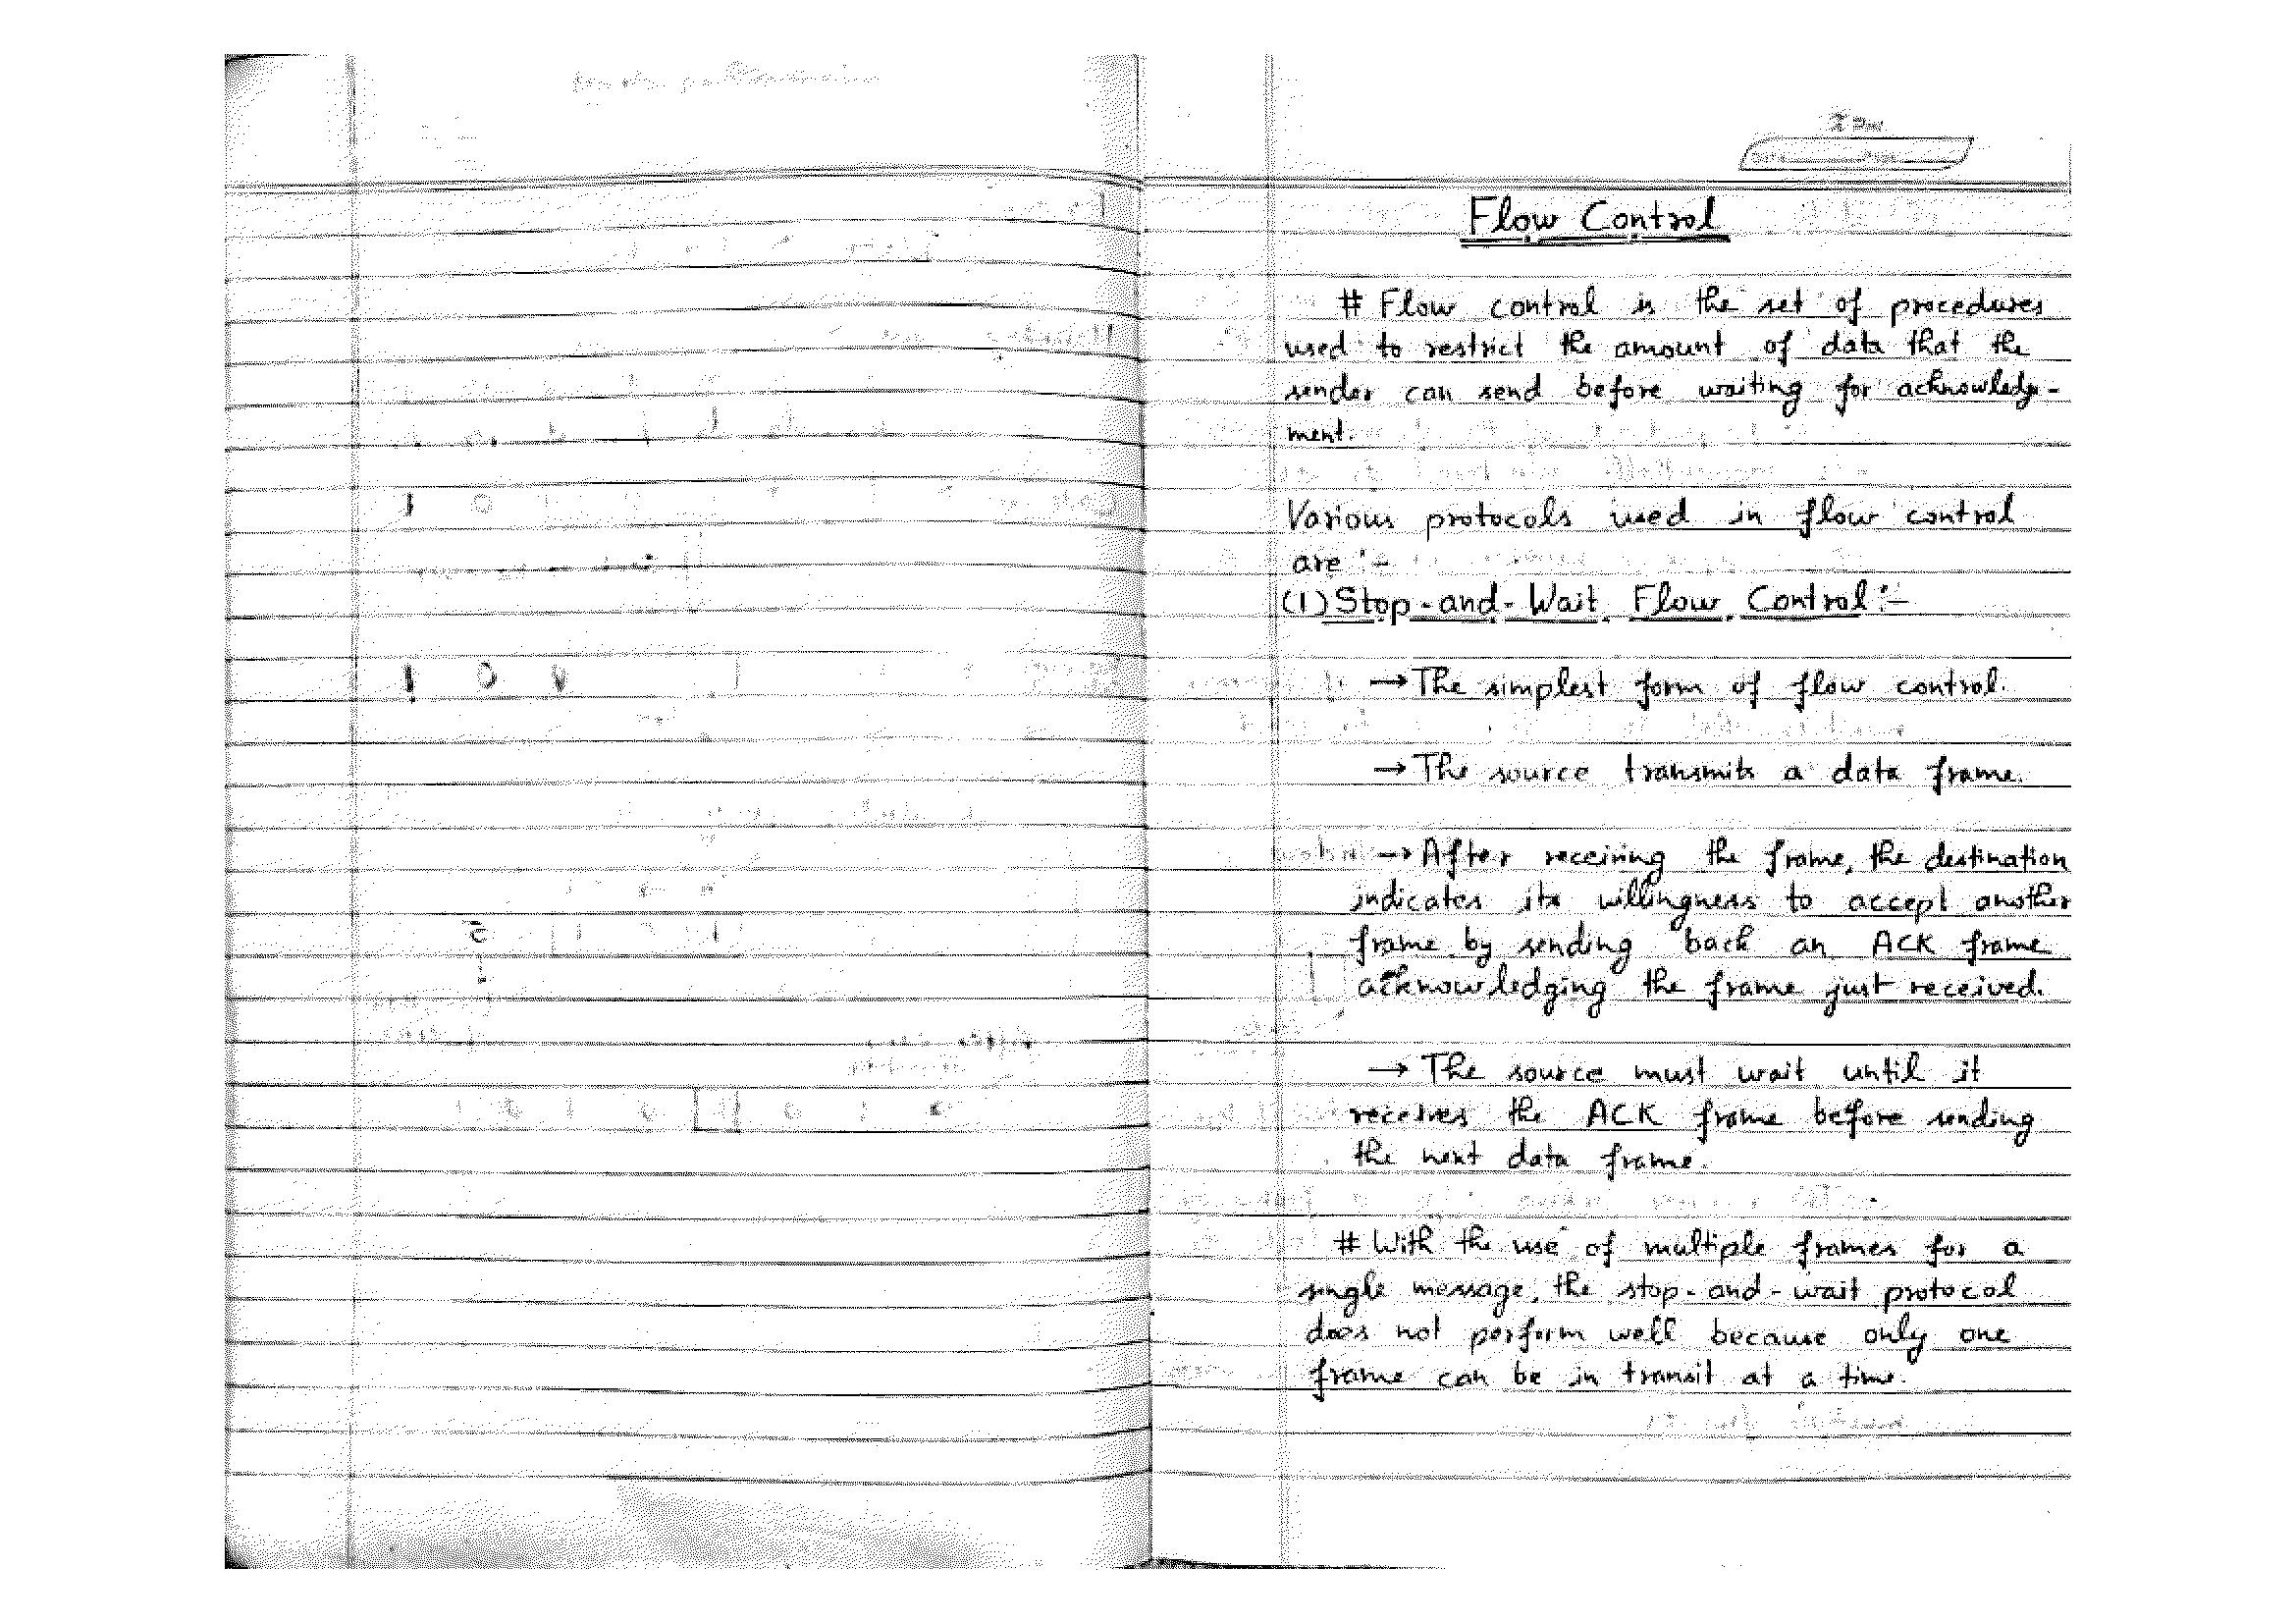 Flow Control
# Flow control is the set of procedures
used to restrict the amount of data that the
sender can send before waiting for acknowledge-
ment.
Various protocols used in flow control
are :-
(1) Stop-and-Wait Flow Control :-
→ The simplest form of flow control.
→ The source transmits a data frame.
→ After receiving the frame, the destination
indicates its willingness to accept another
frame by sending back an ACK frame
acknowledging the frame just received.
→ The source must wait until it
receives the ACK frame before sending
the next data frame.
# With the use of multiple frames for a
single message, the stop-and-wait protocol
does not perform well because only one
frame can be in transit at a time.